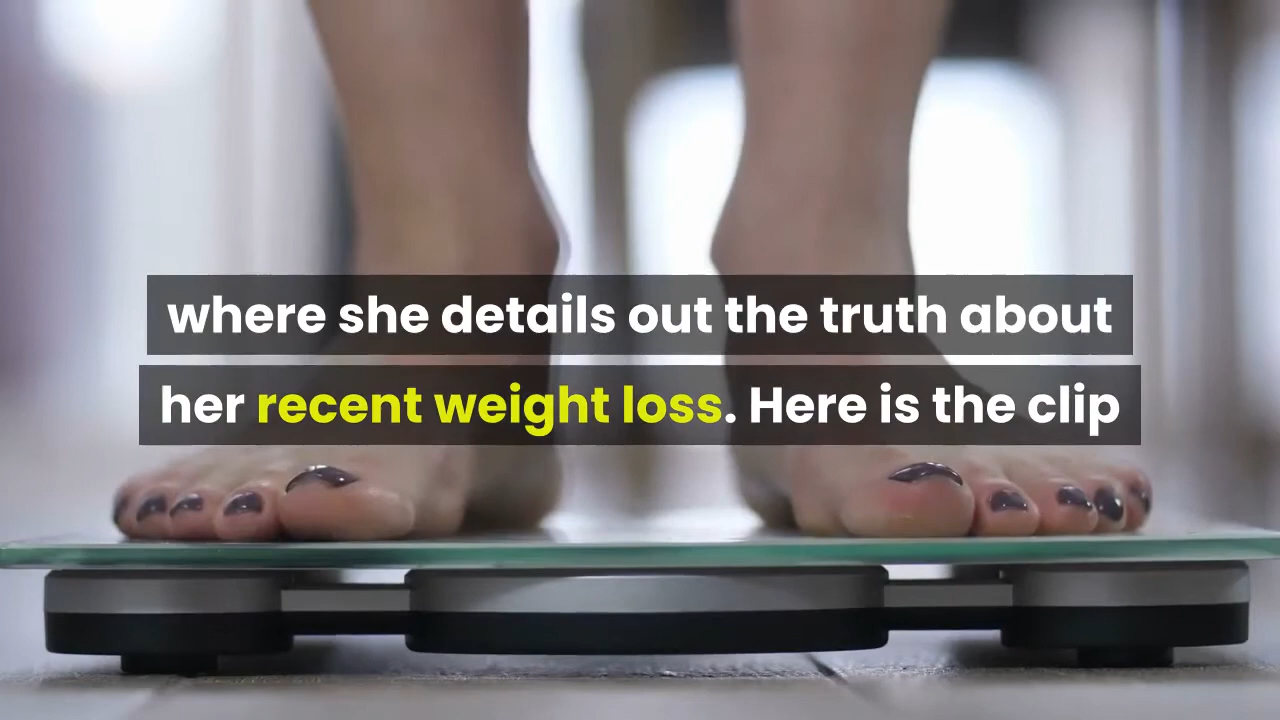 where she details out the truth about
her recent weight loss. Here is the clip